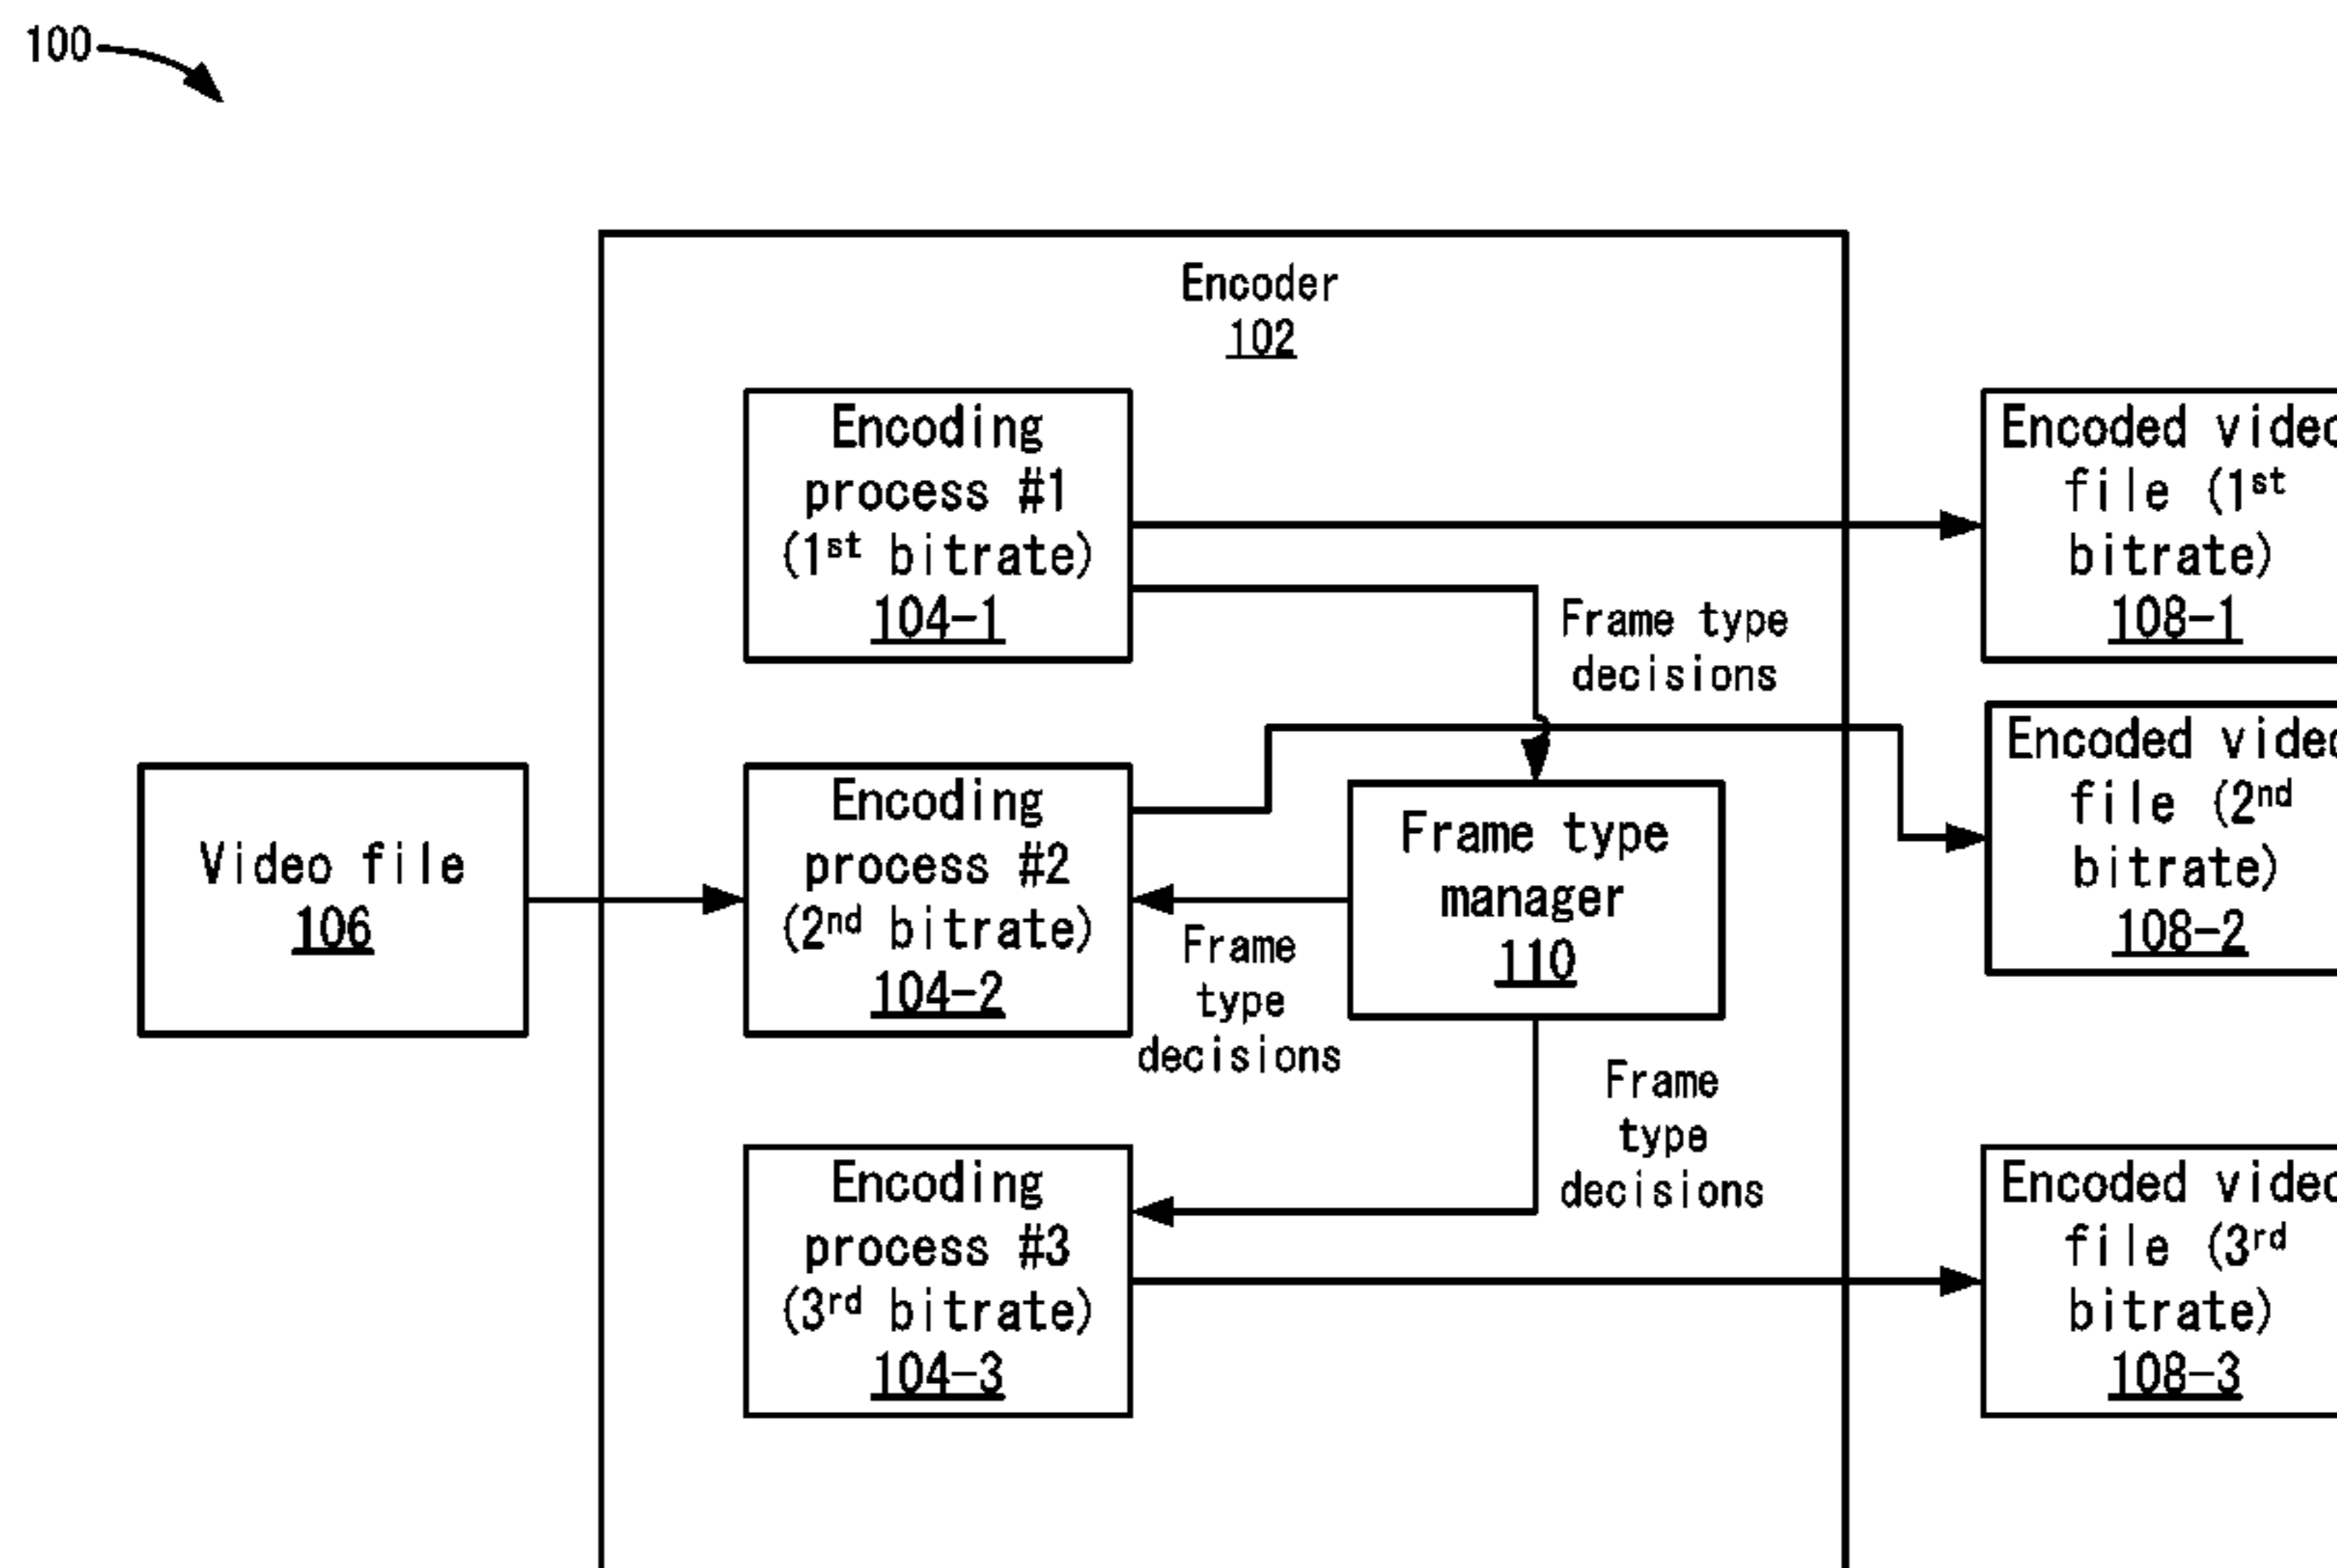 100
Encoder
102
Encoding
process #1
(1st bitrate)
104-1
Encoded video
file (1st
bitrate)
108-1
Frame type
decisions
Video file
106
Encoding
process #2
(2nd bitrate)
104-2
Frame type
manager
110
Encoded video
file (2nd
bitrate)
108-2
Frame
type
decisions
Frame
type
decisions
Encoding
process #3
(3rd bitrate)
104-3
Encoded video
file (3rd
bitrate)
108-3